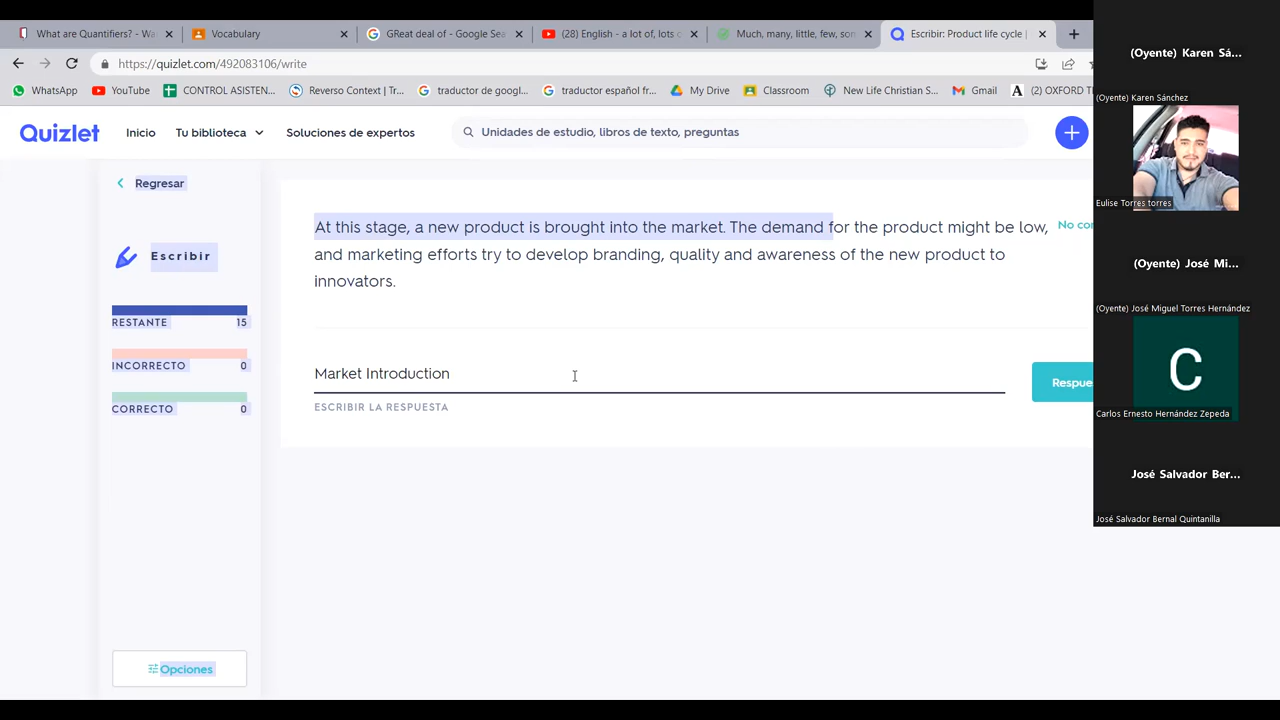 What are Quantifiers? - Wa
Vocabulary
GREat deal of - Google Sea
(28) English - a lot of, lots o
Much, many, little, few, son
Escribir: Product life cycle |
https://quizlet.com/492083106/write
WhatsApp
YouTube
CONTROL ASISTEN...
Reverso Context | Tr...
traductor de googl...
traductor español fr...
My Drive
Classroom
New Life Christian S...
Gmail
(2) OXFORD T
Quizlet
Inicio
Tu biblioteca
Soluciones de expertos
Unidades de estudio, libros de texto, preguntas
Regresar
Escribir
RESTANTE 15
INCORRECTO 0
CORRECTO 0
Opciones
At this stage, a new product is brought into the market. The demand for the product might be low,
and marketing efforts try to develop branding, quality and awareness of the new product to
innovators.
No con
Market Introduction
ESCRIBIR LA RESPUESTA
Respue
(Oyente) Karen Sá...
(Oyente) Karen Sánchez
Eulise Torres torres
(Oyente) José Mi...
(Oyente) José Miguel Torres Hernández
C
Carlos Ernesto Hernández Zepeda
José Salvador Ber...
José Salvador Bernal Quintanilla